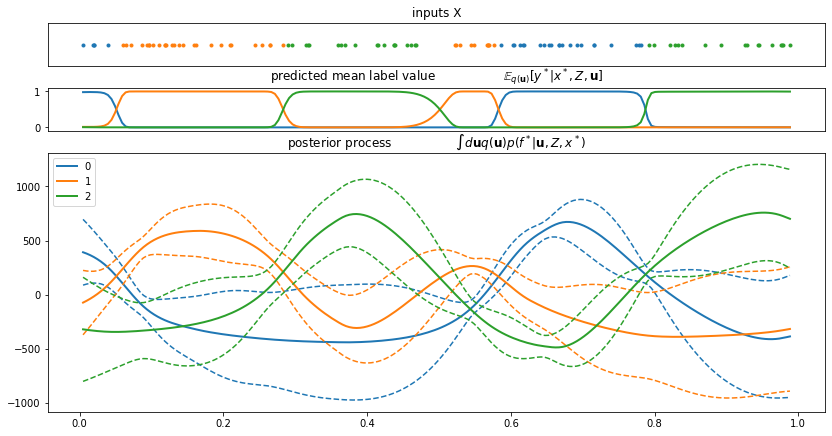 inputs X
predicted mean label value 𝔼_{q(𝐮)}[y*|x*, Z, 𝐮]
1
0
posterior process ∫d𝐮q(𝐮)p(f*|𝐮, Z, x*)
0
1
2
1000
500
0
−500
−1000
0.0 0.2 0.4 0.6 0.8 1.0